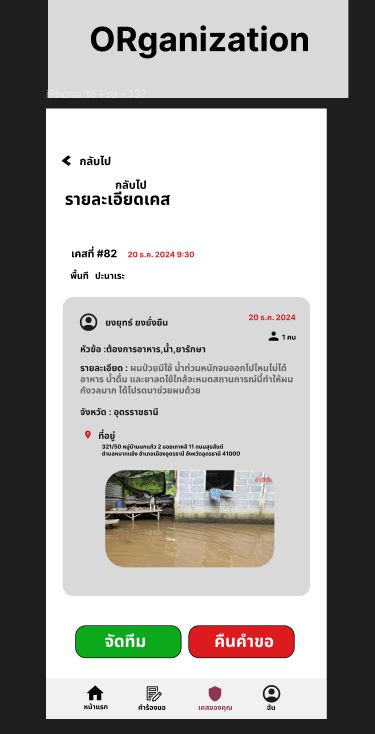 ORganization
iPhone 16 Pro - 137
กลับไป
กลับไป
รายละเอียดเคส
เคสที่ #82 20 ธ.ค. 2024 9:30
พื้นที่ ปะนาเระ
ยงยุทธ์ ยงยั่งยืน
20 ธ.ค. 2024
1 คน
หัวข้อ :ต้องการอาหาร,น้ำ,ยารักษา
รายละเอียด : ผมป่วยมีไข้ น้ำท่วมหนักจนออกไปไหนไม่ได้
อาหาร น้ำดื่ม และยาลดไข้ใกล้จะหมดสถานการณ์นี้ทำให้ผม
กังวลมาก ได้โปรดมาช่วยผมด้วย
จังหวัด : อุดรราชธานี
ที่อยู่
321/50 หมู่บ้านนกแก้ว 2 ซอยเกาหลี 11 ถนนสุขสันต์
ตำบลหมากแข้ง อำเภอเมืองอุดรธานี จังหวัดอุดรธานี 41000
จัดทีม
คืนคำขอ
หน้าแรก
คำร้องขอ
เคสของคุณ
ฉัน